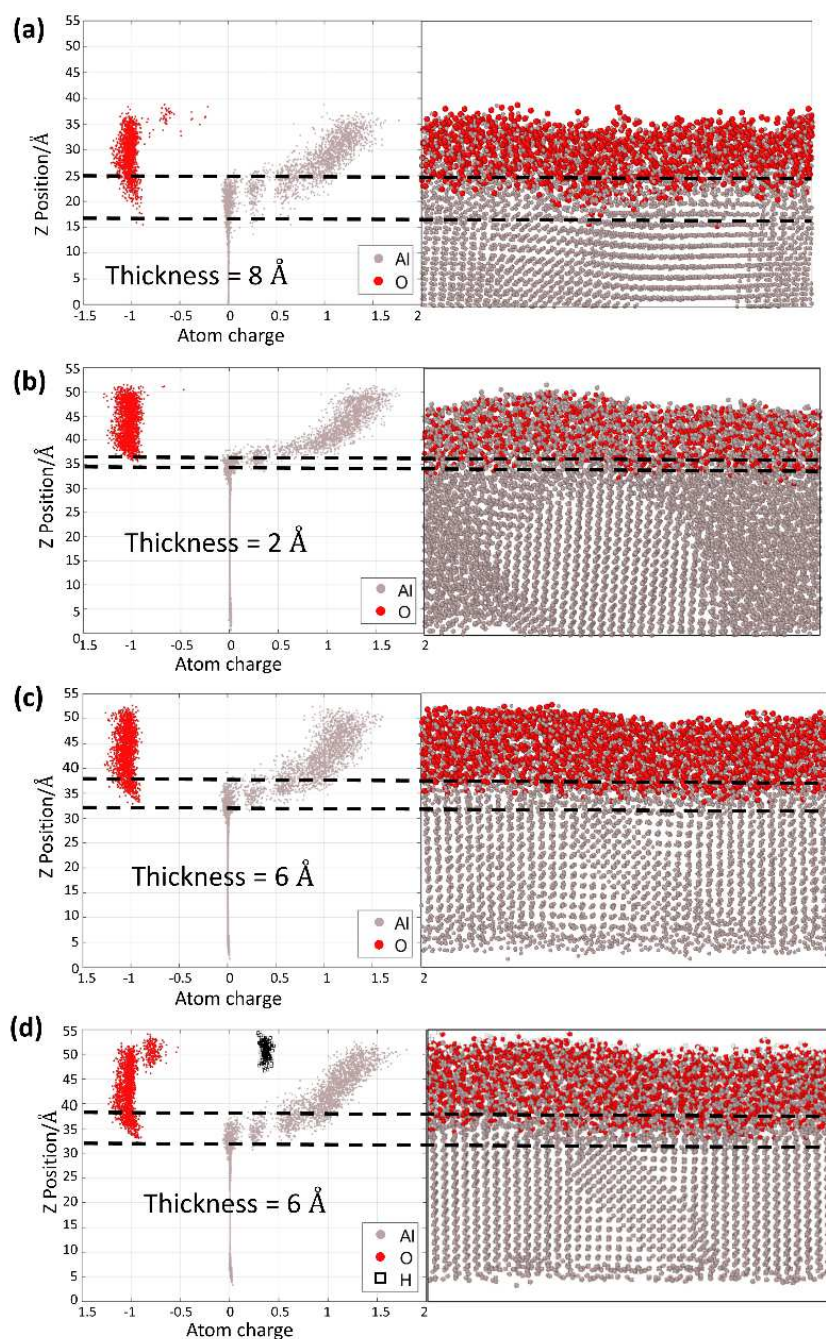 (a)
55
50
45
40
35
30
25
20
15
10
5
0
Z Position/Å
Thickness = 8 Å
Al
O
-1.5 -1 -0.5 0 0.5 1 1.5 2
Atom charge
(b)
55
50
45
40
35
30
25
20
15
10
5
0
Z Position/Å
Thickness = 2 Å
Al
O
1.5 -1 -0.5 0 0.5 1 1.5 2
Atom charge
(c)
55
50
45
40
35
30
25
20
15
10
5
0
Z Position/Å
Thickness = 6 Å
Al
O
-1.5 -1 -0.5 0 0.5 1 1.5 2
Atom charge
(d)
55
50
45
40
35
30
25
20
15
10
5
0
Z Position/Å
Thickness = 6 Å
Al
O
H
-1.5 -1 -0.5 0 0.5 1 1.5 2
Atom charge